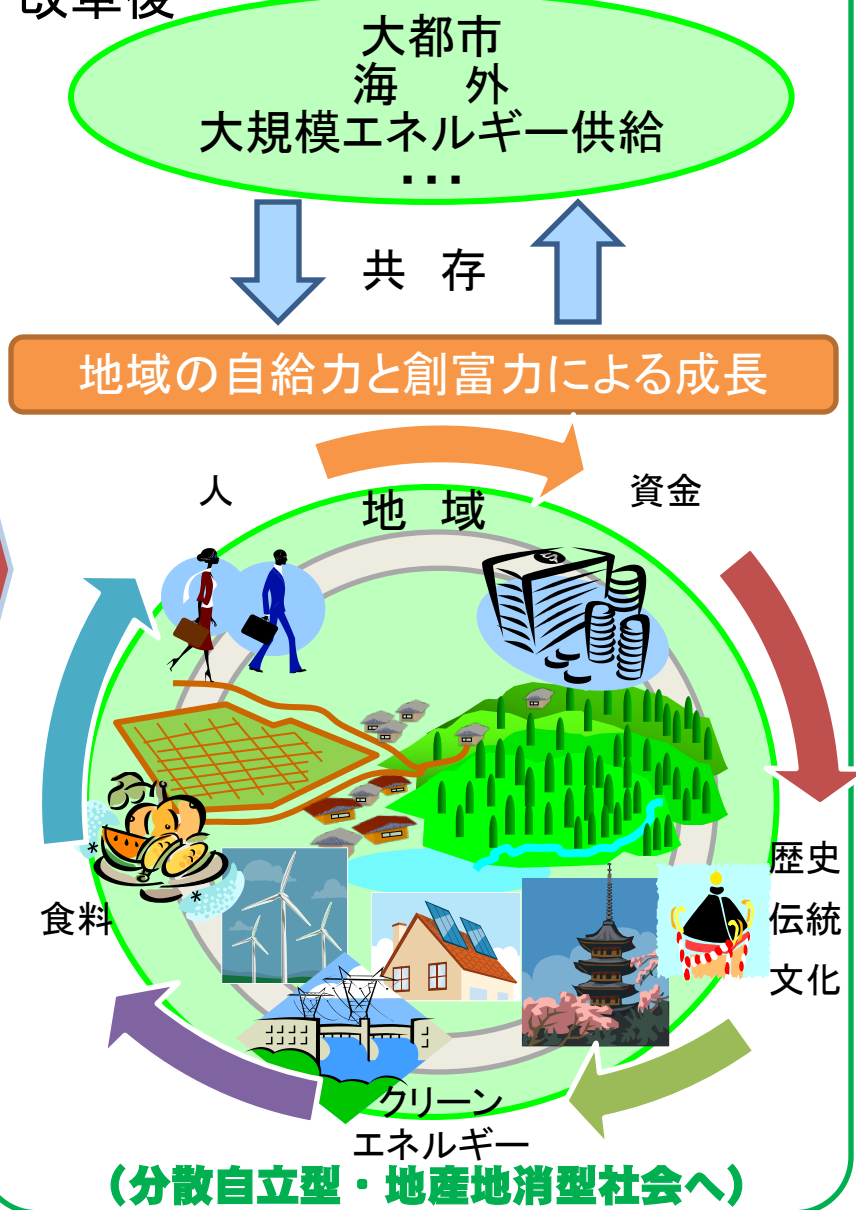 改革後
大都市
海　外
大規模エネルギー供給
・・・
共　存
地域の自給力と創富力による成長
人
資金
地　域
歴史
伝統
文化
食料
クリーン
エネルギー
（分散自立型・地産地消型社会へ）